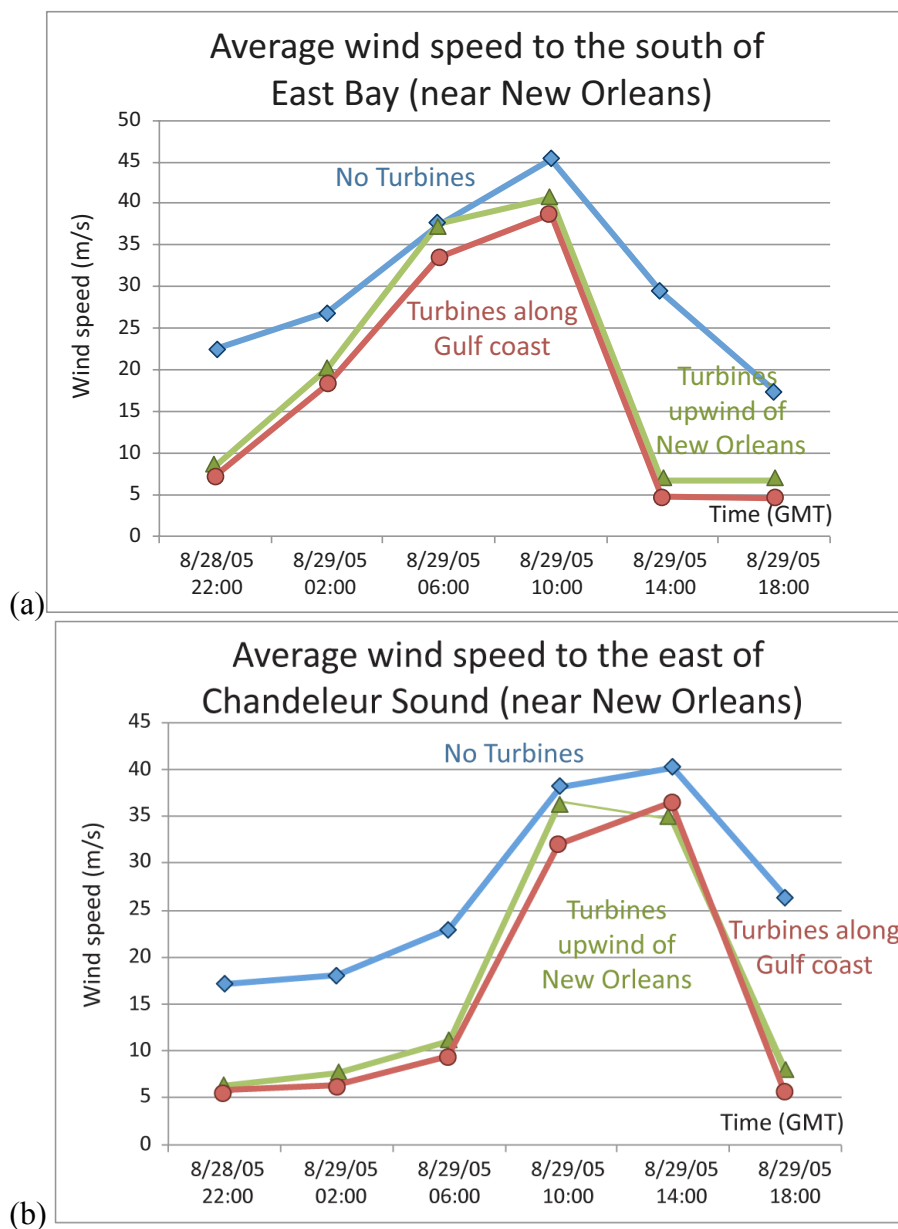 Average wind speed to the south of
East Bay (near New Orleans)
50
45
40
35
30
25
20
15
10
5
0
Wind speed (m/s)
No Turbines
Turbines along
Gulf coast
Turbines
upwind of
New Orleans
Time (GMT)
8/28/05 8/29/05 8/29/05 8/29/05 8/29/05 8/29/05
22:00 02:00 06:00 10:00 14:00 18:00
(a)
Average wind speed to the east of
Chandeleur Sound (near New Orleans)
45
40
35
30
25
20
15
10
5
0
Wind speed (m/s)
No Turbines
Turbines
upwind of
New Orleans
Turbines along
Gulf coast
Time (GMT)
8/28/05 8/29/05 8/29/05 8/29/05 8/29/05 8/29/05
22:00 02:00 06:00 10:00 14:00 18:00
(b)